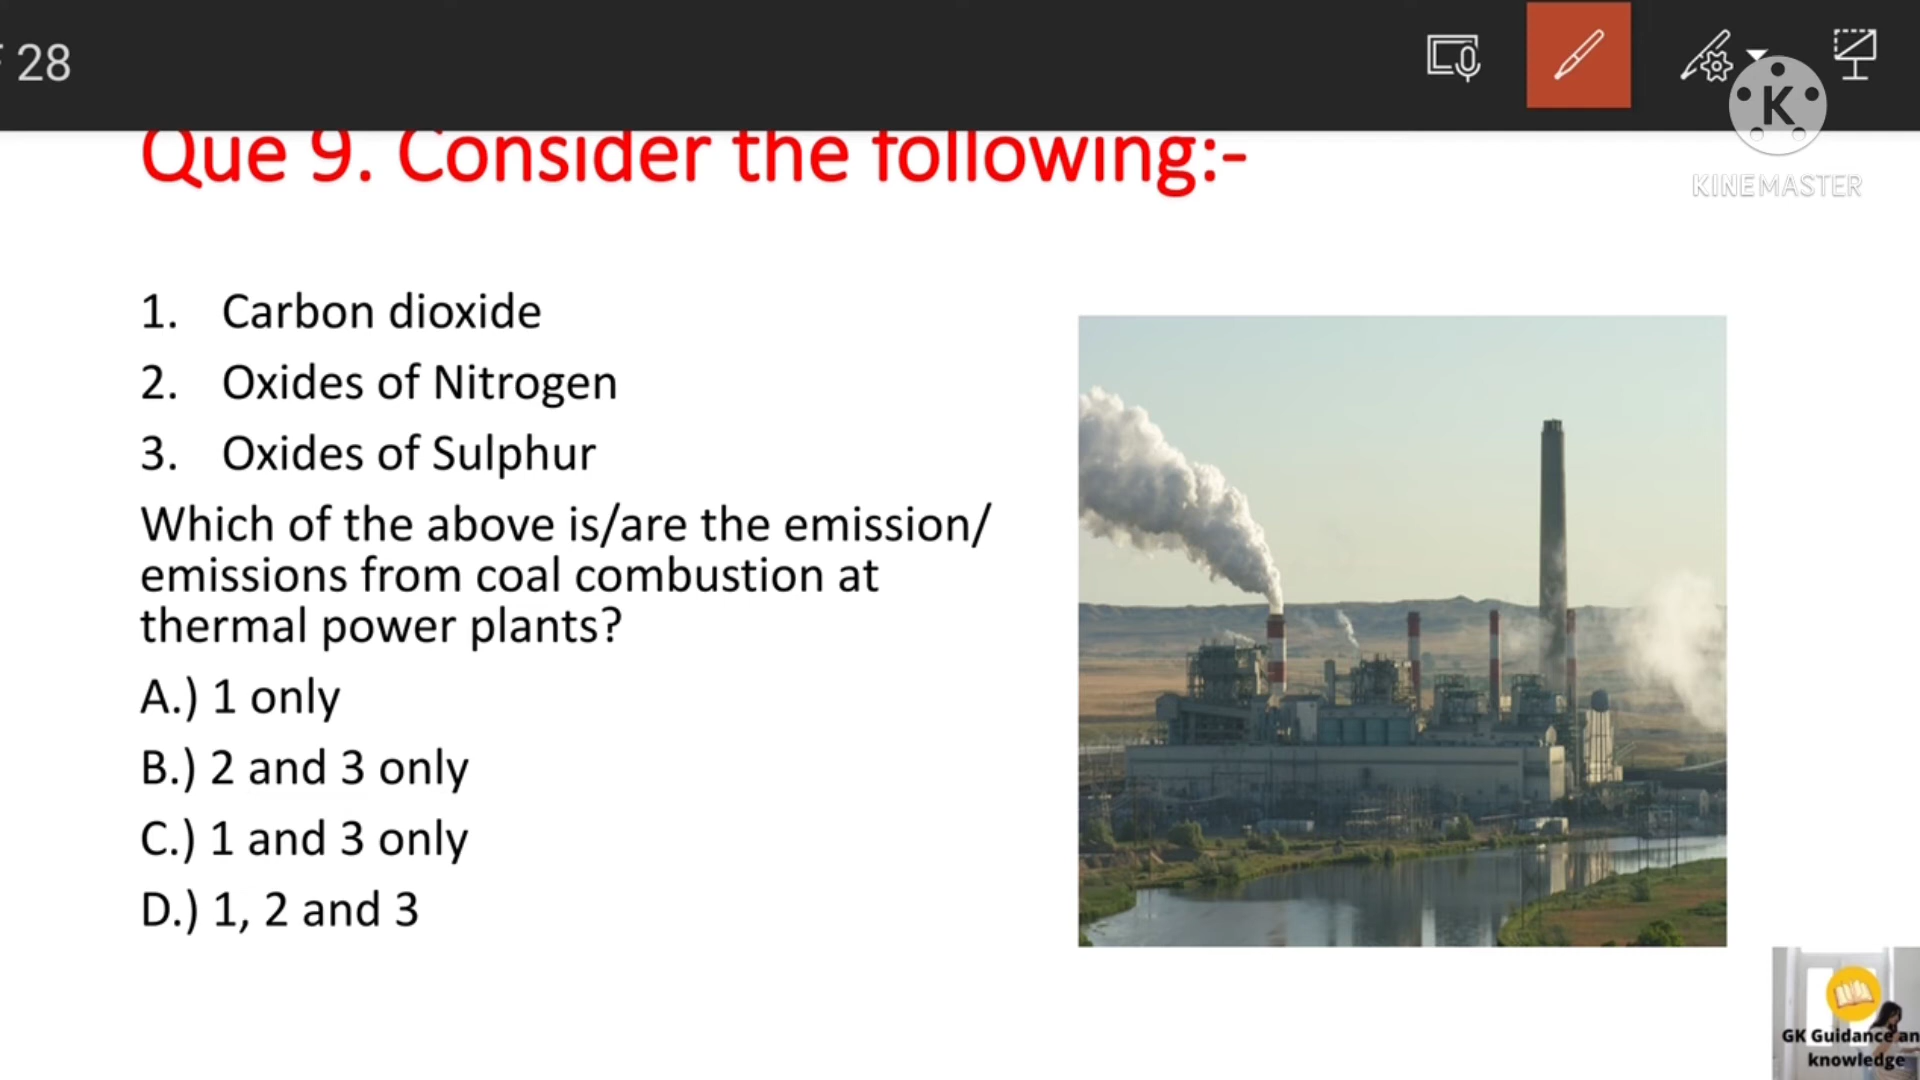 28
KINEMASTER
Que 9. Consider the following:-
1. Carbon dioxide
2. Oxides of Nitrogen
3. Oxides of Sulphur
Which of the above is/are the emission/
emissions from coal combustion at
thermal power plants?
A.) 1 only
B.) 2 and 3 only
C.) 1 and 3 only
D.) 1, 2 and 3
GK Guidance an
knowledge